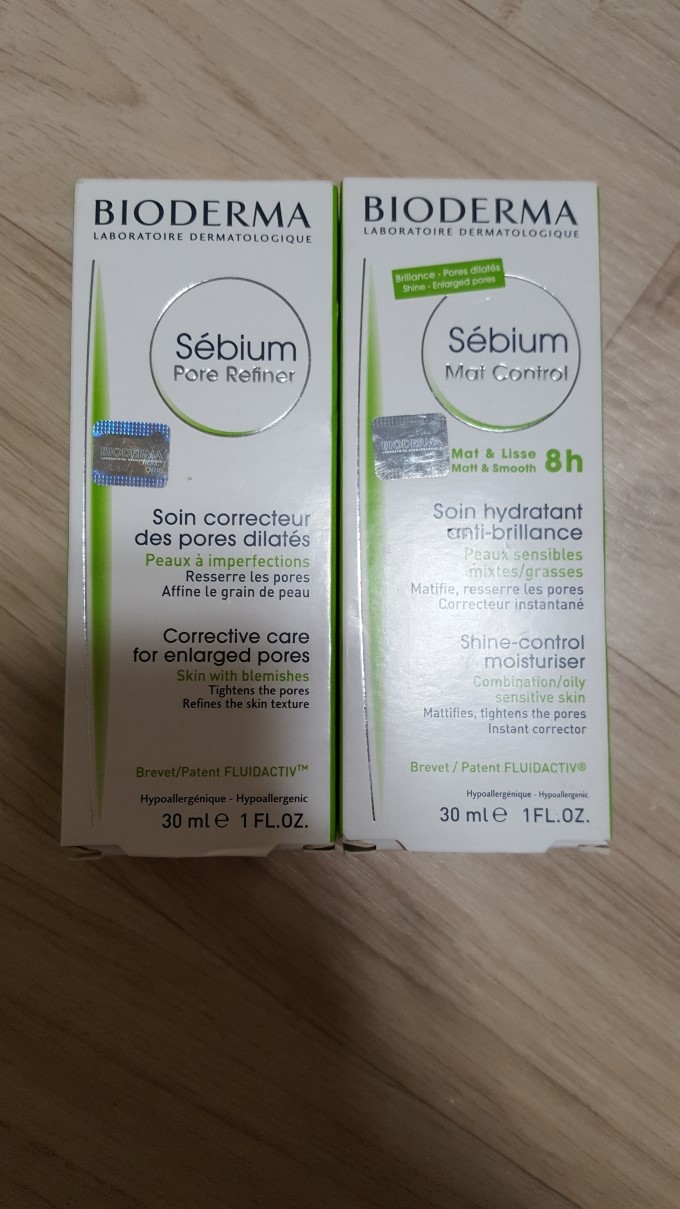 BIODERMA
LABORATOIRE DERMATOLOGIQUE
Sébium
Pore Refiner
BIODERMA
Soin correcteur
des pores dilatés
Peaux à imperfections
Resserre les pores
Affine le grain de peau
Corrective care
for enlarged pores
Skin with blemishes
Tightens the pores
Refines the skin texture
Brevet/Patent FLUIDACTIV™
Hypoallergénique - Hypoallergenic
30 ml ℮ 1 FL.OZ.
BIODERMA
LABORATOIRE DERMATOLOGIQUE
Brillance - Pores dilatés
Shine - Enlarged pores
Sébium
Mat Control
BIODERMA
Mat & Lisse
Matt & Smooth 8h
Soin hydratant
anti-brillance
Peaux sensibles
mixtes/grasses
Matifie, resserre les pores
Correcteur instantané
Shine-control
moisturiser
Combination/oily
sensitive skin
Mattifies, tightens the pores
Instant corrector
Brevet / Patent FLUIDACTIV®
Hypoallergénique - Hypoallergenic
30 ml ℮ 1FL.OZ.